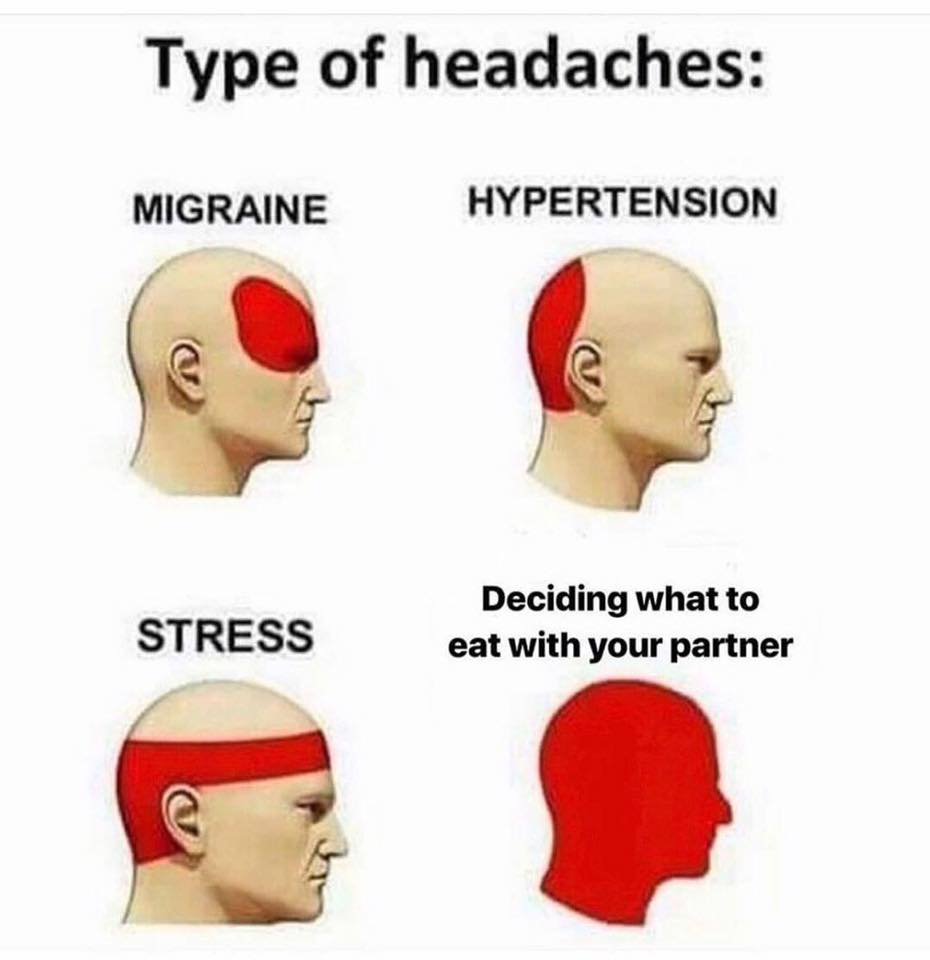 Type of headaches:
MIGRAINE
HYPERTENSION
STRESS
Deciding what to
eat with your partner